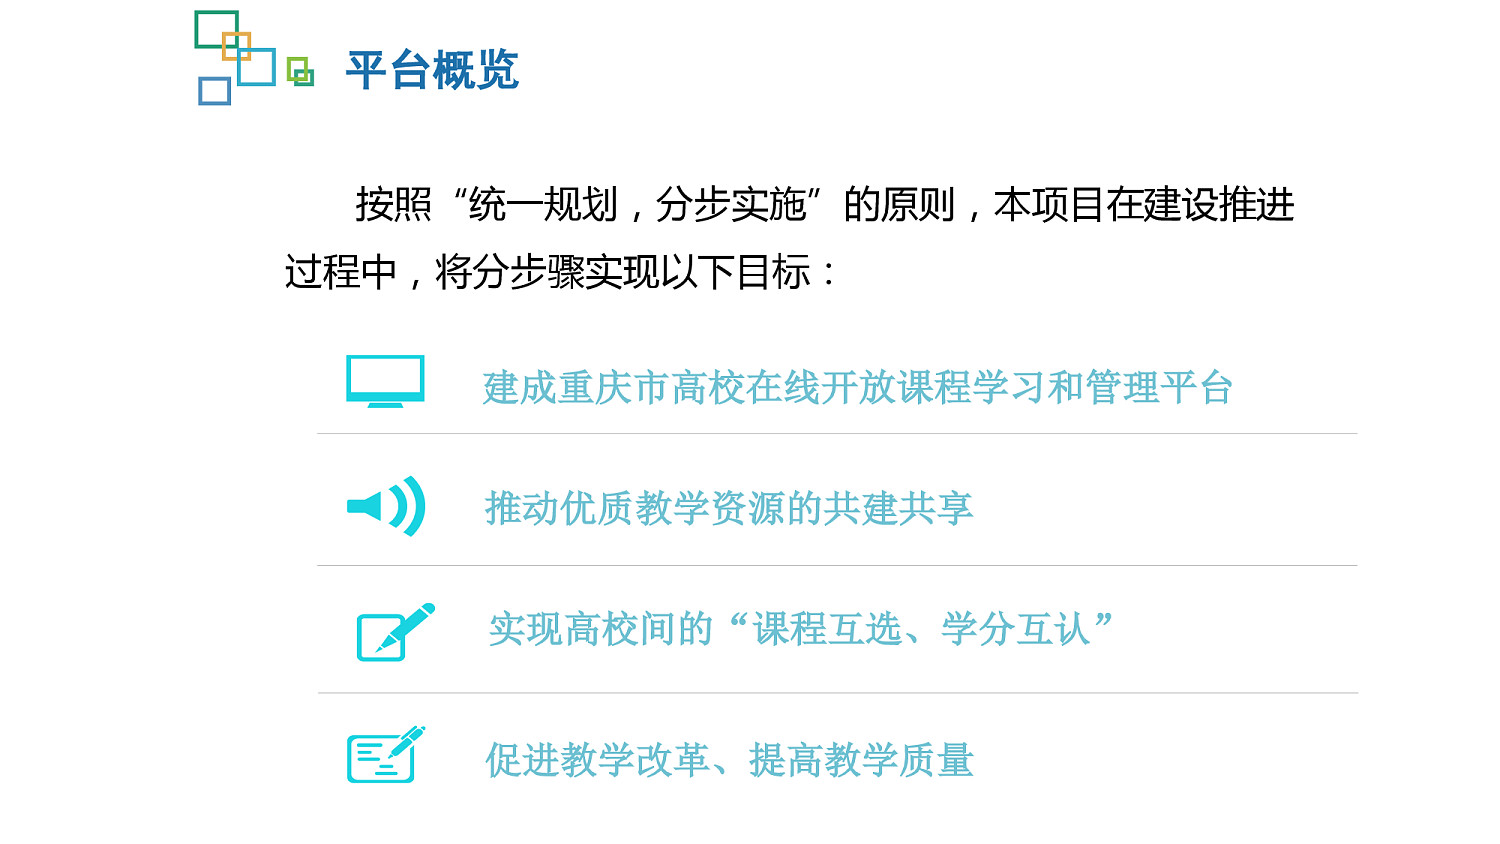 平台概览
按照“统一规划，分步实施”的原则，本项目在建设推进
过程中，将分步骤实现以下目标：
建成重庆市高校在线开放课程学习和管理平台
推动优质教学资源的共建共享
实现高校间的“课程互选、学分互认”
促进教学改革、提高教学质量